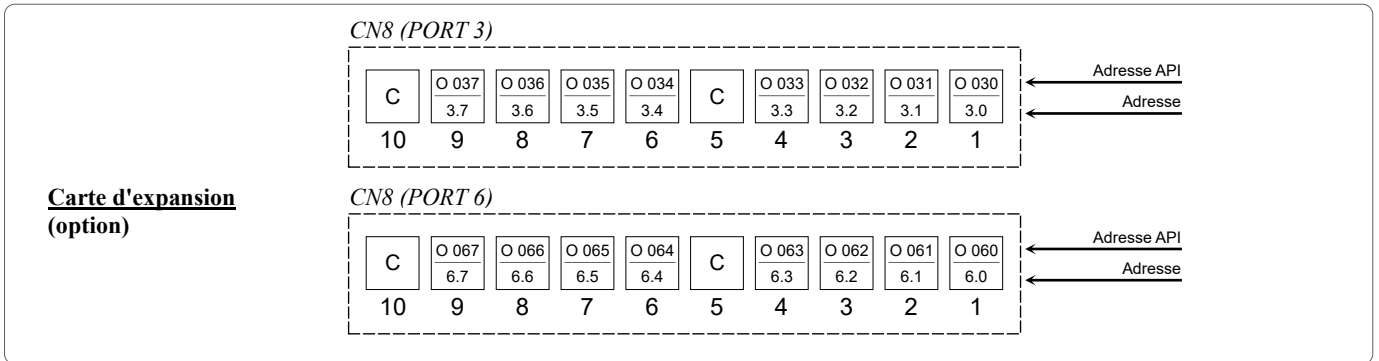 CN8 (PORT 3)
C O 037 O 036 O 035 O 034 C O 033 O 032 O 031 O 030 Adresse API
3.7 3.6 3.5 3.4 3.3 3.2 3.1 3.0 Adresse
10 9 8 7 6 5 4 3 2 1
Carte d'expansion
(option)
CN8 (PORT 6)
C O 067 O 066 O 065 O 064 C O 063 O 062 O 061 O 060 Adresse API
6.7 6.6 6.5 6.4 6.3 6.2 6.1 6.0 Adresse
10 9 8 7 6 5 4 3 2 1